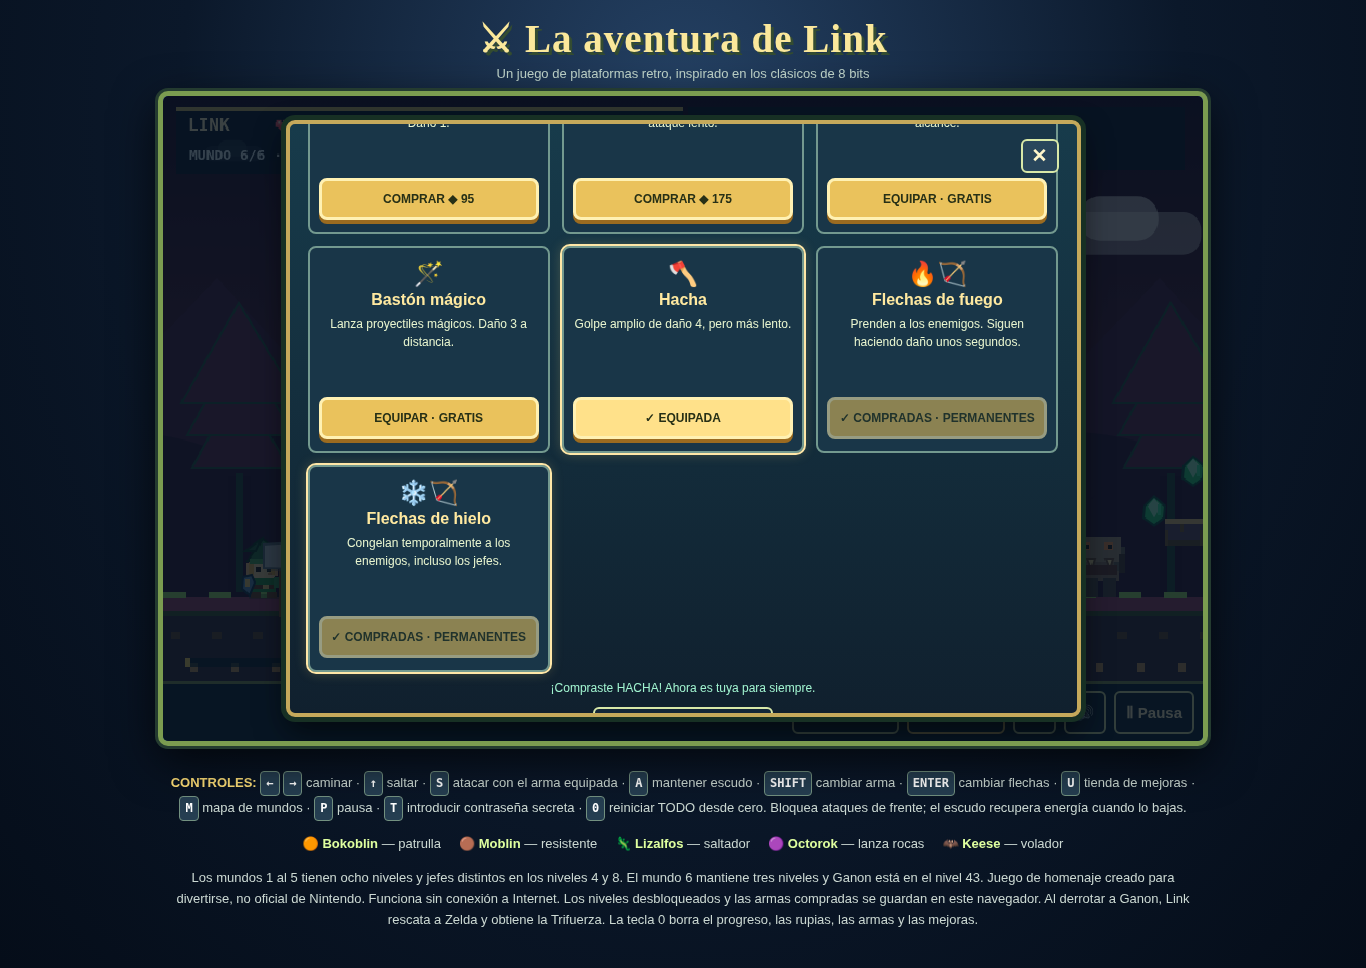 ⚔ La aventura de Link
Un juego de plataformas retro, inspirado en los clásicos de 8 bits
LINK
MUNDO 6/6 ·
Daño 1.
ataque lento.
alcance.
✕
COMPRAR ◆ 95
COMPRAR ◆ 175
EQUIPAR · GRATIS
Bastón mágico
Lanza proyectiles mágicos. Daño 3 a
distancia.
EQUIPAR · GRATIS
Hacha
Golpe amplio de daño 4, pero más lento.
✓ EQUIPADA
Flechas de fuego
Prenden a los enemigos. Siguen
haciendo daño unos segundos.
✓ COMPRADAS · PERMANENTES
Flechas de hielo
Congelan temporalmente a los
enemigos, incluso los jefes.
✓ COMPRADAS · PERMANENTES
¡Compraste HACHA! Ahora es tuya para siempre.
Ⅱ Pausa
CONTROLES: ← → caminar · ↑ saltar · S atacar con el arma equipada · A mantener escudo · SHIFT cambiar arma · ENTER cambiar flechas · U tienda de mejoras ·
M mapa de mundos · P pausa · T introducir contraseña secreta · 0 reiniciar TODO desde cero. Bloquea ataques de frente; el escudo recupera energía cuando lo bajas.
Bokoblin — patrulla Moblin — resistente Lizalfos — saltador Octorok — lanza rocas Keese — volador
Los mundos 1 al 5 tienen ocho niveles y jefes distintos en los niveles 4 y 8. El mundo 6 mantiene tres niveles y Ganon está en el nivel 43. Juego de homenaje creado para
divertirse, no oficial de Nintendo. Funciona sin conexión a Internet. Los niveles desbloqueados y las armas compradas se guardan en este navegador. Al derrotar a Ganon, Link
rescata a Zelda y obtiene la Trifuerza. La tecla 0 borra el progreso, las rupias, las armas y las mejoras.